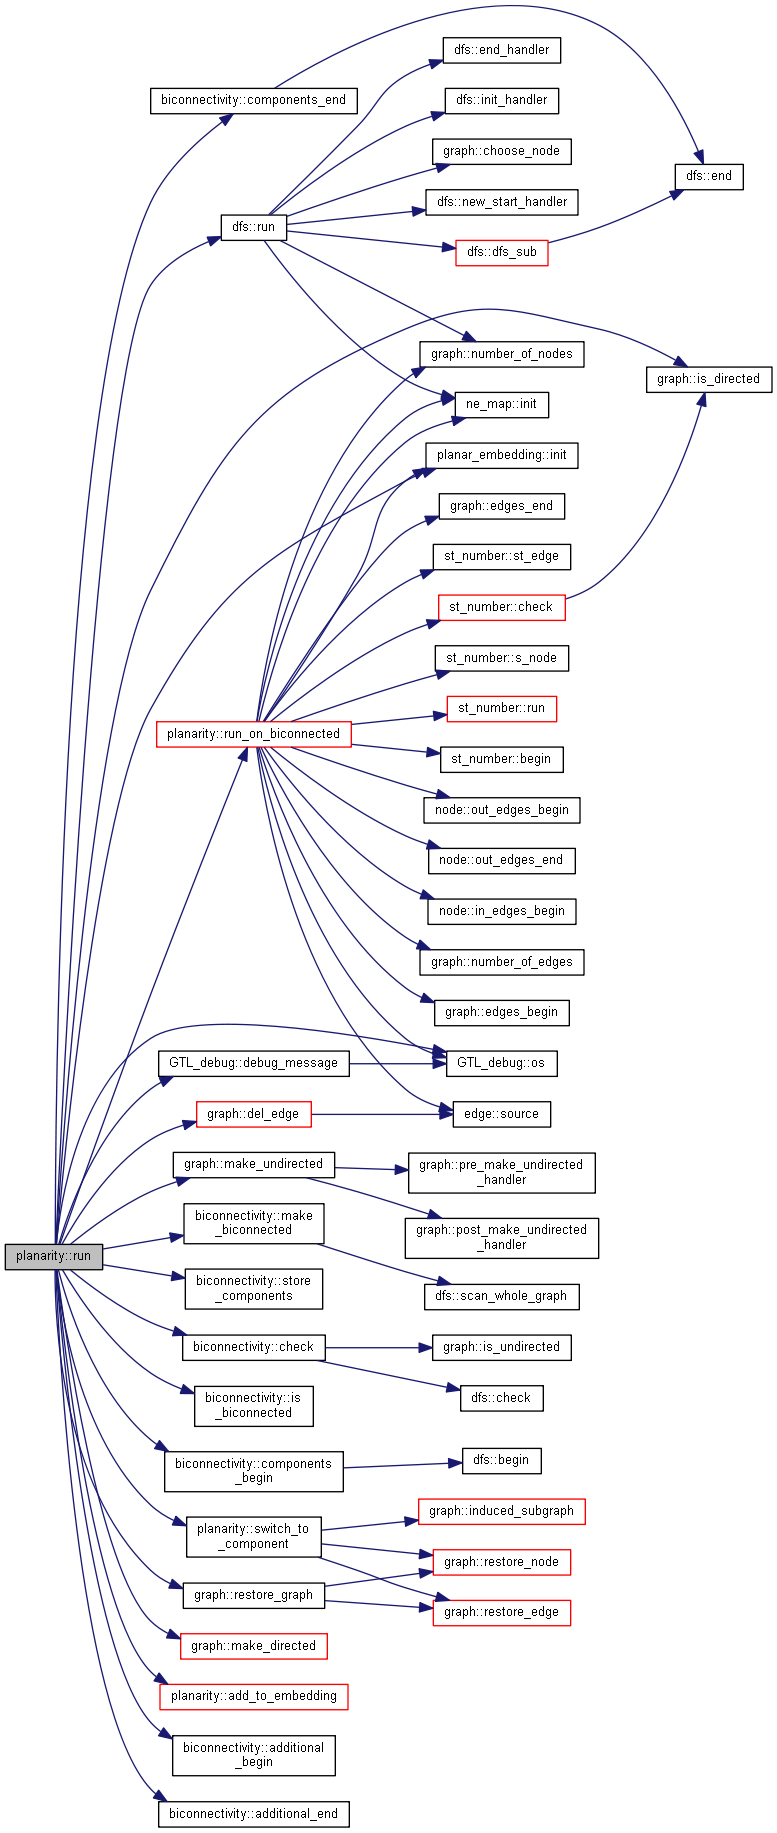 dfs::end_handler
biconnectivity::components_end
dfs::init_handler
graph::choose_node
dfs::end
dfs::new_start_handler
dfs::run
dfs::dfs_sub
graph::number_of_nodes
graph::is_directed
ne_map::init
planar_embedding::init
graph::edges_end
st_number::st_edge
st_number::check
st_number::s_node
st_number::run
planarity::run_on_biconnected
st_number::begin
node::out_edges_begin
node::out_edges_end
node::in_edges_begin
graph::number_of_edges
graph::edges_begin
GTL_debug::debug_message
GTL_debug::os
graph::del_edge
edge::source
graph::make_undirected
graph::pre_make_undirected
_handler
biconnectivity::make
_biconnected
graph::post_make_undirected
_handler
planarity::run
biconnectivity::store
_components
dfs::scan_whole_graph
biconnectivity::check
graph::is_undirected
biconnectivity::is
_biconnected
dfs::check
biconnectivity::components
_begin
dfs::begin
graph::induced_subgraph
planarity::switch_to
_component
graph::restore_node
graph::restore_graph
graph::restore_edge
graph::make_directed
planarity::add_to_embedding
biconnectivity::additional
_begin
biconnectivity::additional_end